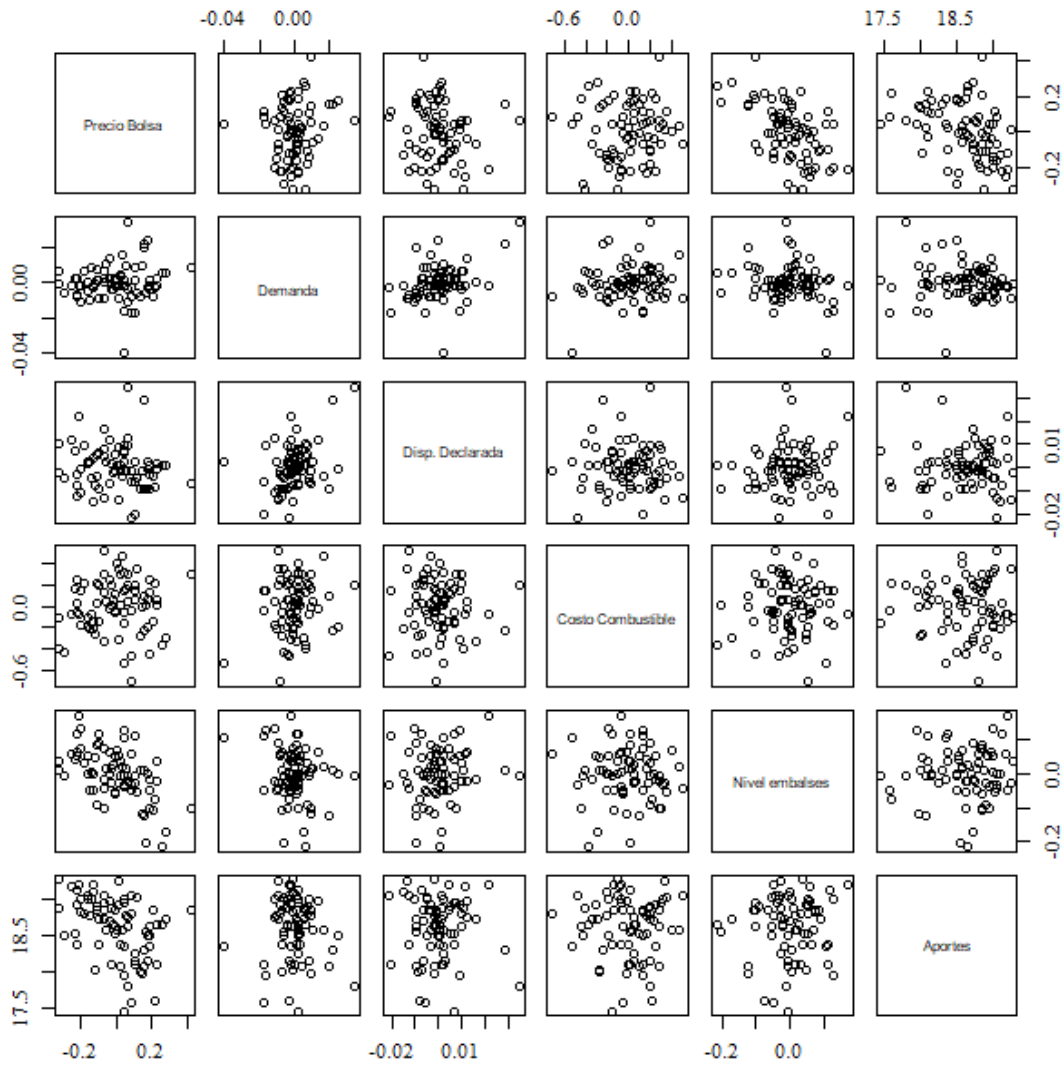 -0.04 0.00 -0.6 0.0 17.5 18.5
Precio Bolsa
-0.2 0.2
-0.04 0.00
Demanda
Disp. Declarada
-0.02 0.01
-0.6 0.0
Costo Combustible
Nivel embalses
-0.2 0.0
17.5 18.5
Aportes
-0.2 0.2 -0.02 0.01 -0.2 0.0